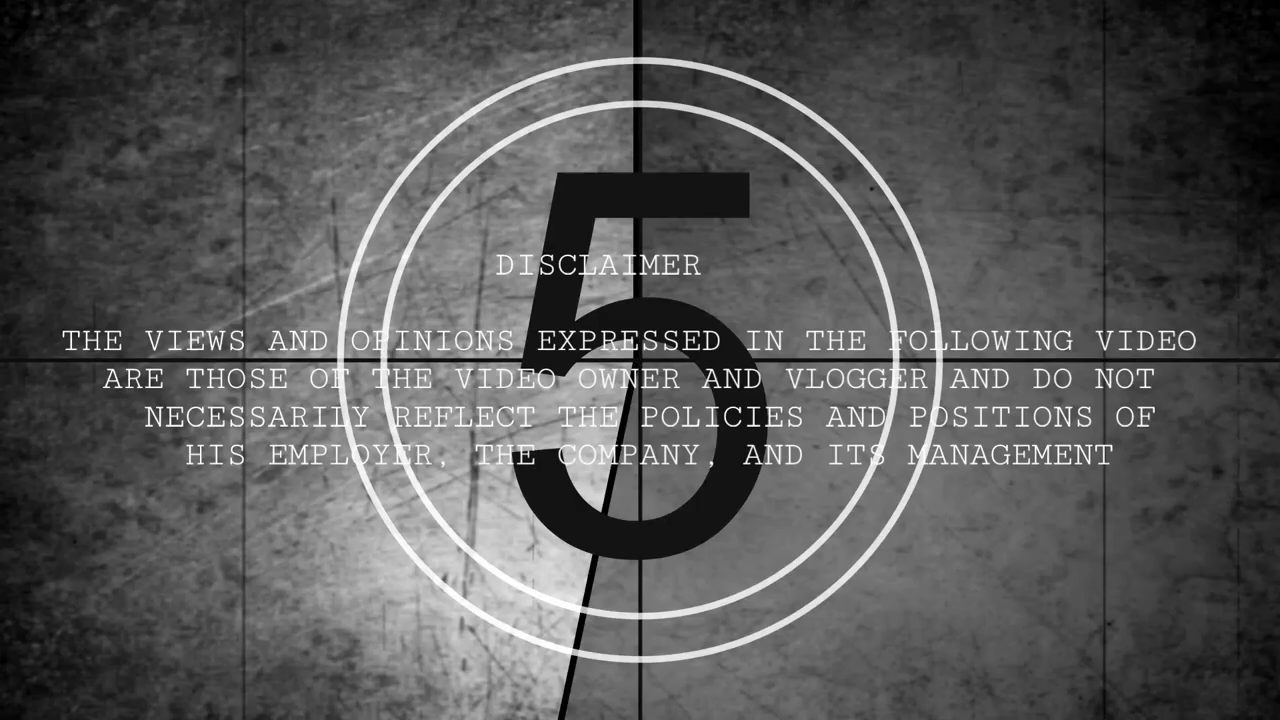 5
DISCLAIMER
THE VIEWS AND OPINIONS EXPRESSED IN THE FOLLOWING VIDEO
ARE THOSE OF THE VIDEO OWNER AND VLOGGER AND DO NOT
NECESSARILY REFLECT THE POLICIES AND POSITIONS OF
HIS EMPLOYER, THE COMPANY, AND ITS MANAGEMENT